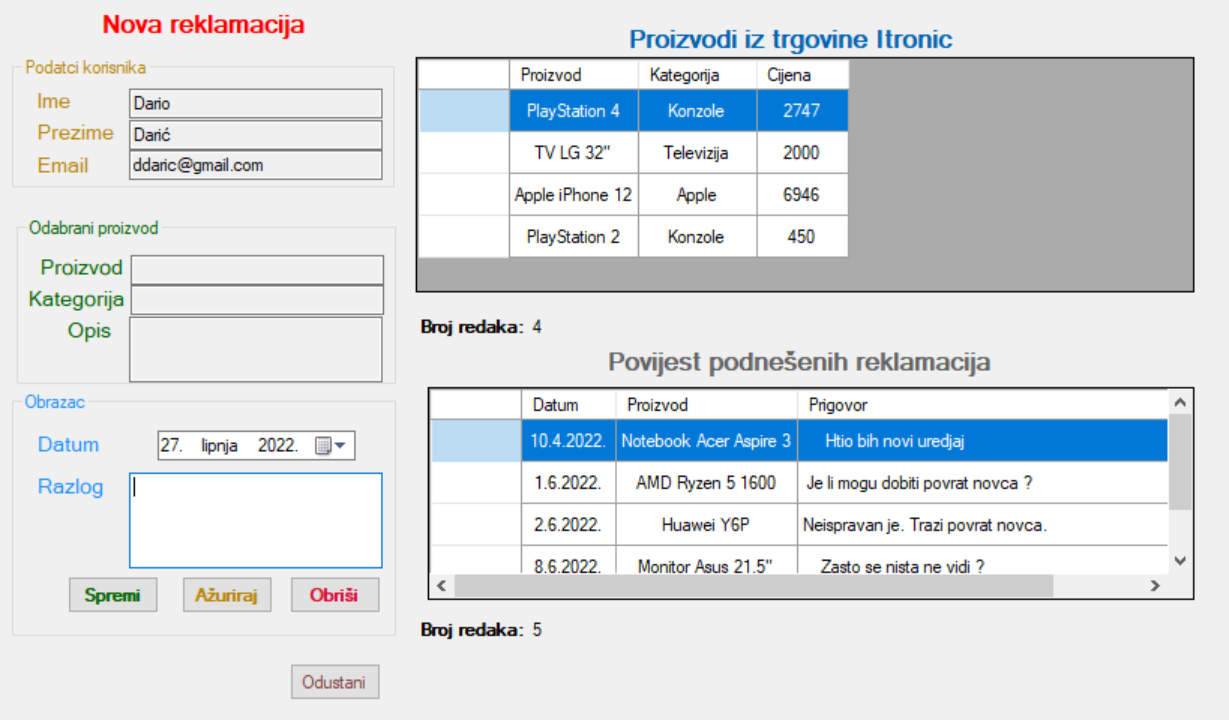 Nova reklamacija
Podatci korisnika
Ime Dario
Prezime Darić
Email ddaric@gmail.com
Odabrani proizvod
Proizvod
Kategorija
Opis
Obrazac
Datum 27. lipnja 2022.
Razlog
Spremi Ažuriraj Obriši
Odustani
Proizvodi iz trgovine Itronic
Proizvod Kategorija Cijena
PlayStation 4 Konzole 2747
TV LG 32" Televizija 2000
Apple iPhone 12 Apple 6946
PlayStation 2 Konzole 450
Broj redaka: 4
Povijest podnešenih reklamacija
Datum Proizvod Prigovor
10.4.2022. Notebook Acer Aspire 3 Htio bih novi uredjaj
1.6.2022. AMD Ryzen 5 1600 Je li mogu dobiti povrat novca ?
2.6.2022. Huawei Y6P Neispravan je. Trazi povrat novca.
8.6.2022. Monitor Asus 21.5" Zasto se nista ne vidi ?
Broj redaka: 5